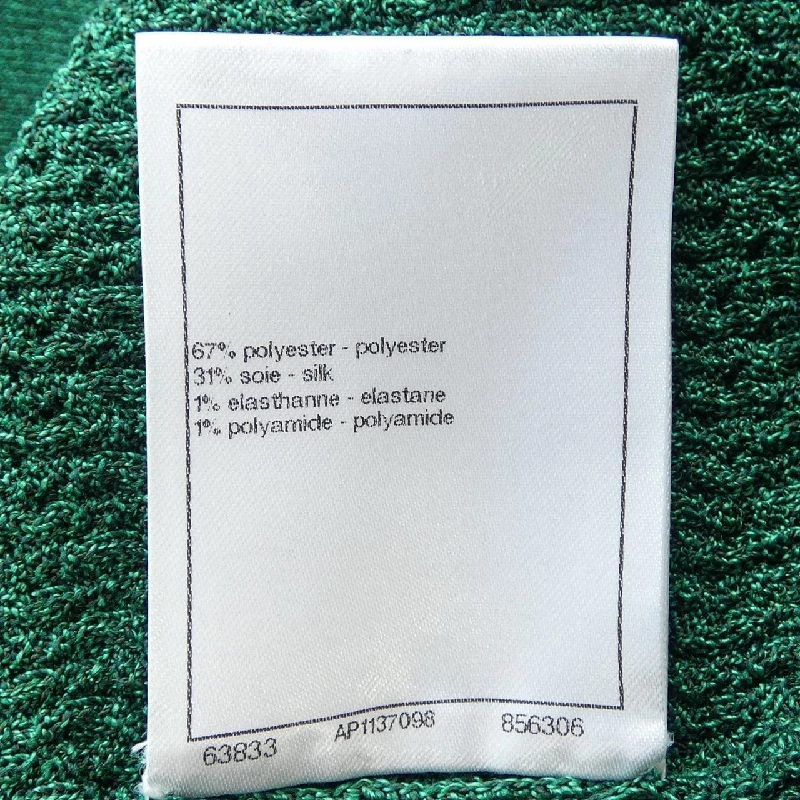 67% polyester - polyester
31% soie - silk
1% elasthanne - elastane
1% polyamide - polyamide
63833 AP1137098 856306